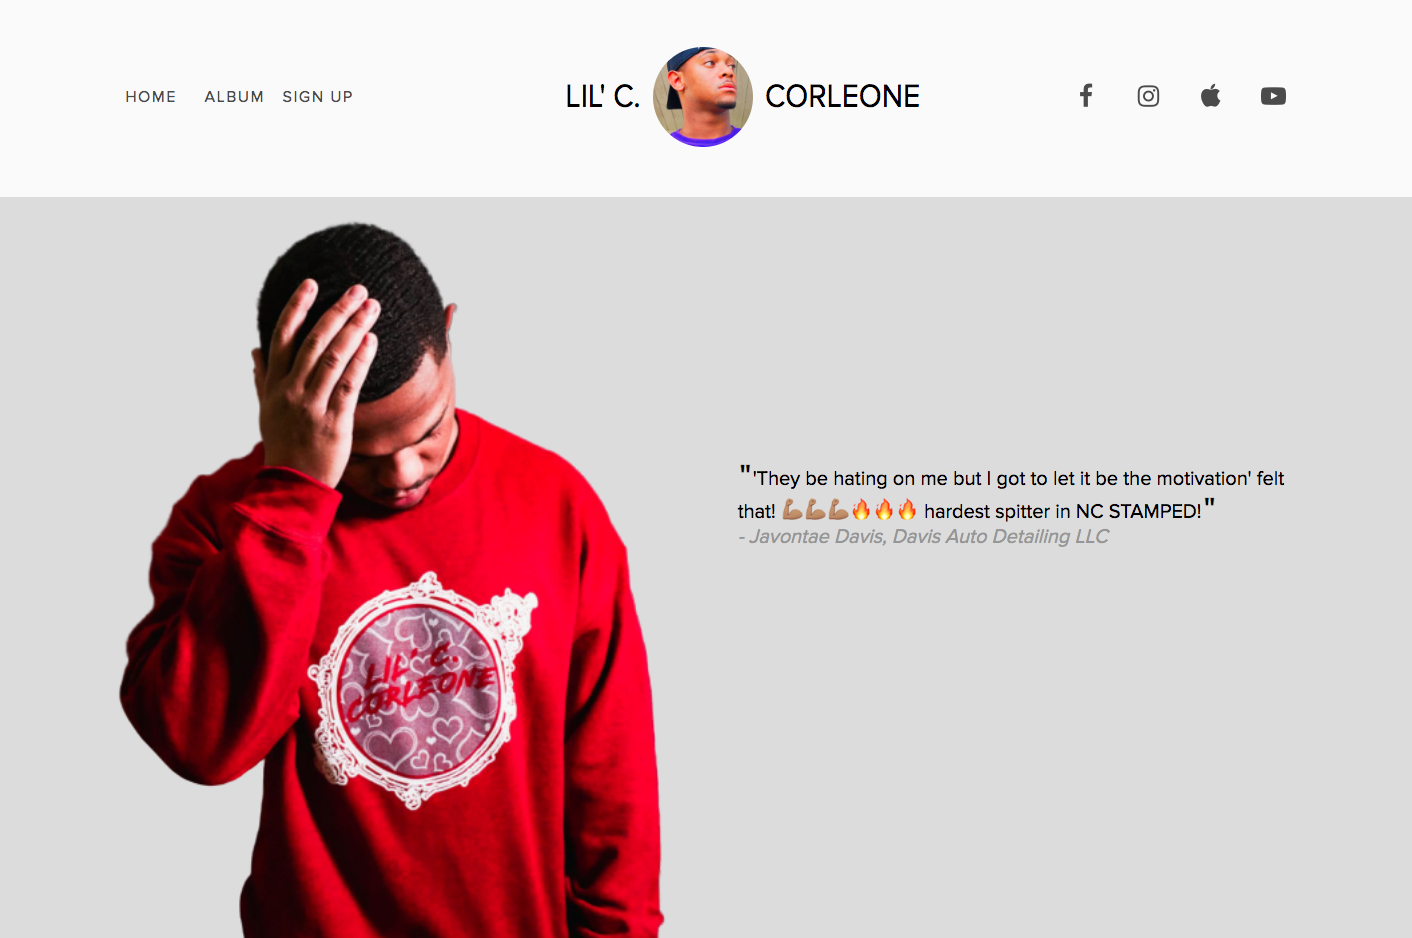 HOME ALBUM SIGN UP
LIL' C. CORLEONE
"'They be hating on me but I got to let it be the motivation' felt
that! 💪🏽💪🏽💪🏽🔥🔥🔥 hardest spitter in NC STAMPED!"
- Javontae Davis, Davis Auto Detailing LLC
LIL' C.
CORLEONE